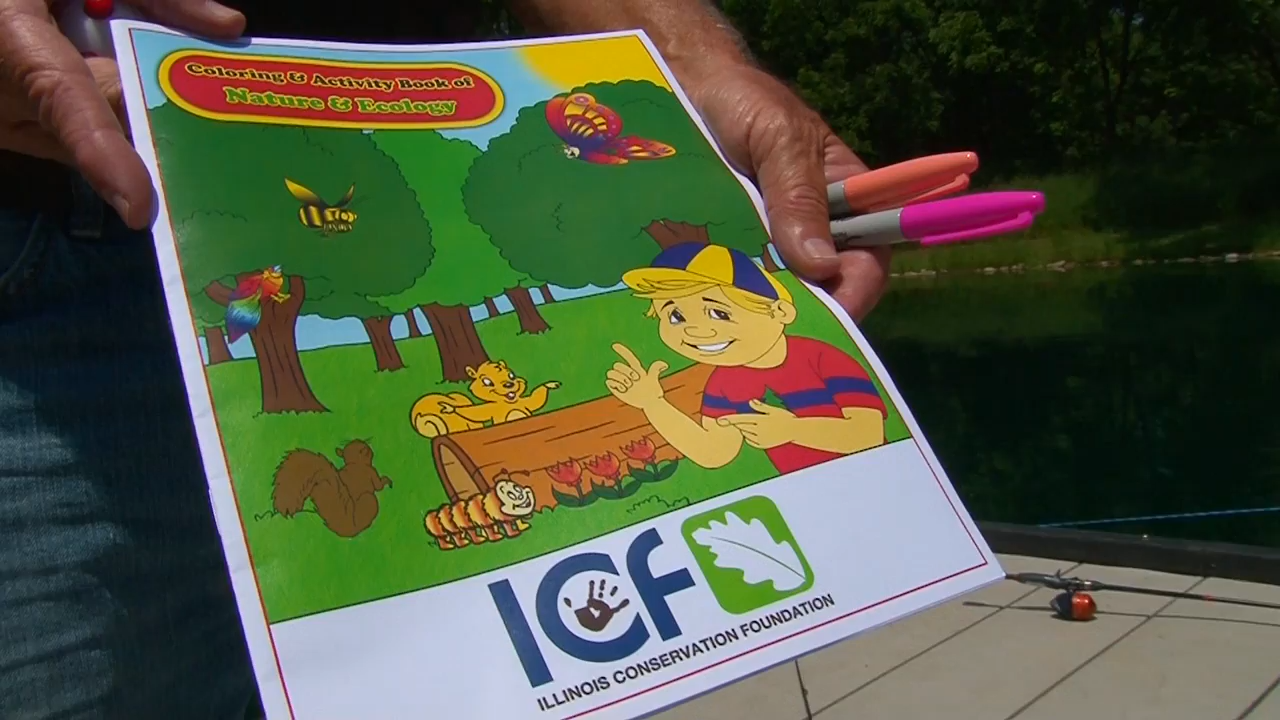 Coloring & Activity Book of
Nature & Ecology
ICF
ILLINOIS CONSERVATION FOUNDATION